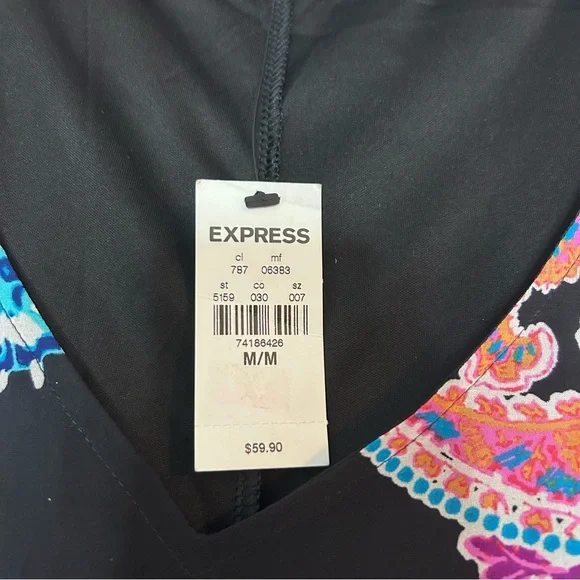 EXPRESS
cl mf
787 06383
st co sz
5159 030 007
74186426
M/M
$59.90